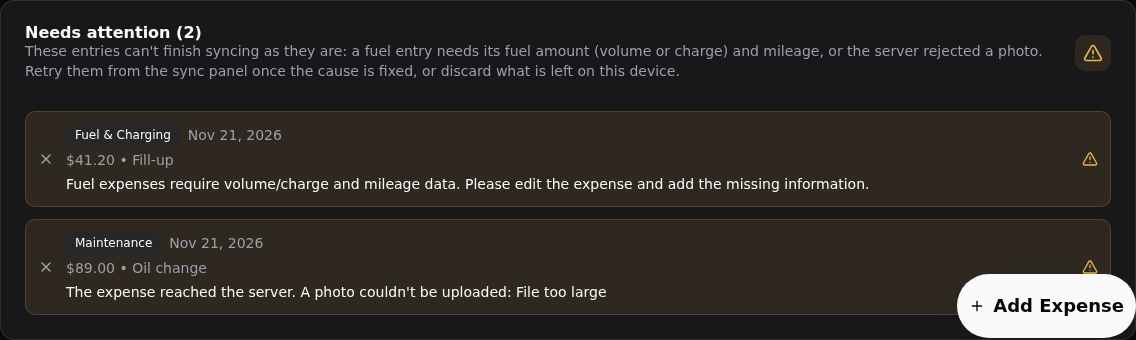 Needs attention (2)
These entries can't finish syncing as they are: a fuel entry needs its fuel amount (volume or charge) and mileage, or the server rejected a photo.
Retry them from the sync panel once the cause is fixed, or discard what is left on this device.
Fuel & Charging Nov 21, 2026
$41.20 • Fill-up
Fuel expenses require volume/charge and mileage data. Please edit the expense and add the missing information.
Maintenance Nov 21, 2026
$89.00 • Oil change
The expense reached the server. A photo couldn't be uploaded: File too large
+ Add Expense